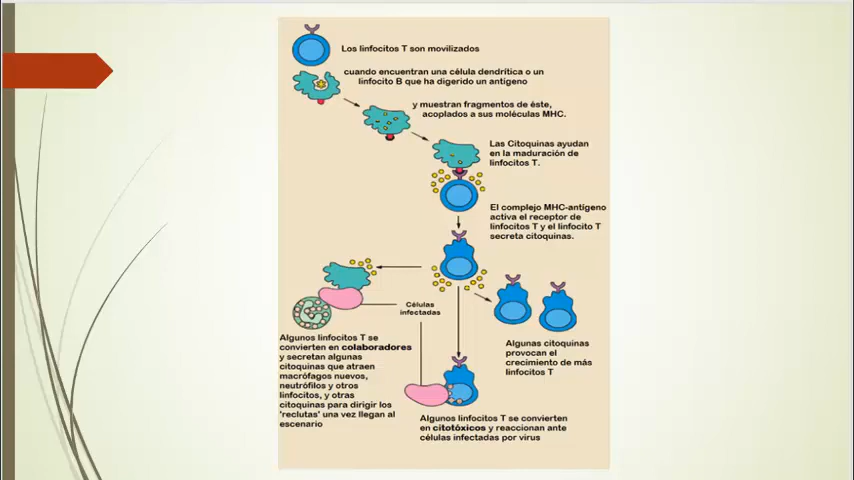 Los linfocitos T son movilizados
cuando encuentran una célula dendrítica o un
linfocito B que ha digerido un antígeno
y muestran fragmentos de éste,
acoplados a sus moléculas MHC.
Las Citoquinas ayudan
en la maduración de
linfocitos T.
El complejo MHC-antígeno
activa el receptor de
linfocitos T y el linfocito T
secreta citoquinas.
Células
infectadas
Algunos linfocitos T se
convierten en colaboradores
y secretan algunas
citoquinas que atraen
macrófagos nuevos,
neutrófilos y otros
linfocitos, y otras
citoquinas para dirigir los
'reclutas' una vez llegan al
escenario
Algunas citoquinas
provocan el
crecimiento de más
linfocitos T
Algunos linfocitos T se convierten
en citotóxicos y reaccionan ante
células infectadas por virus